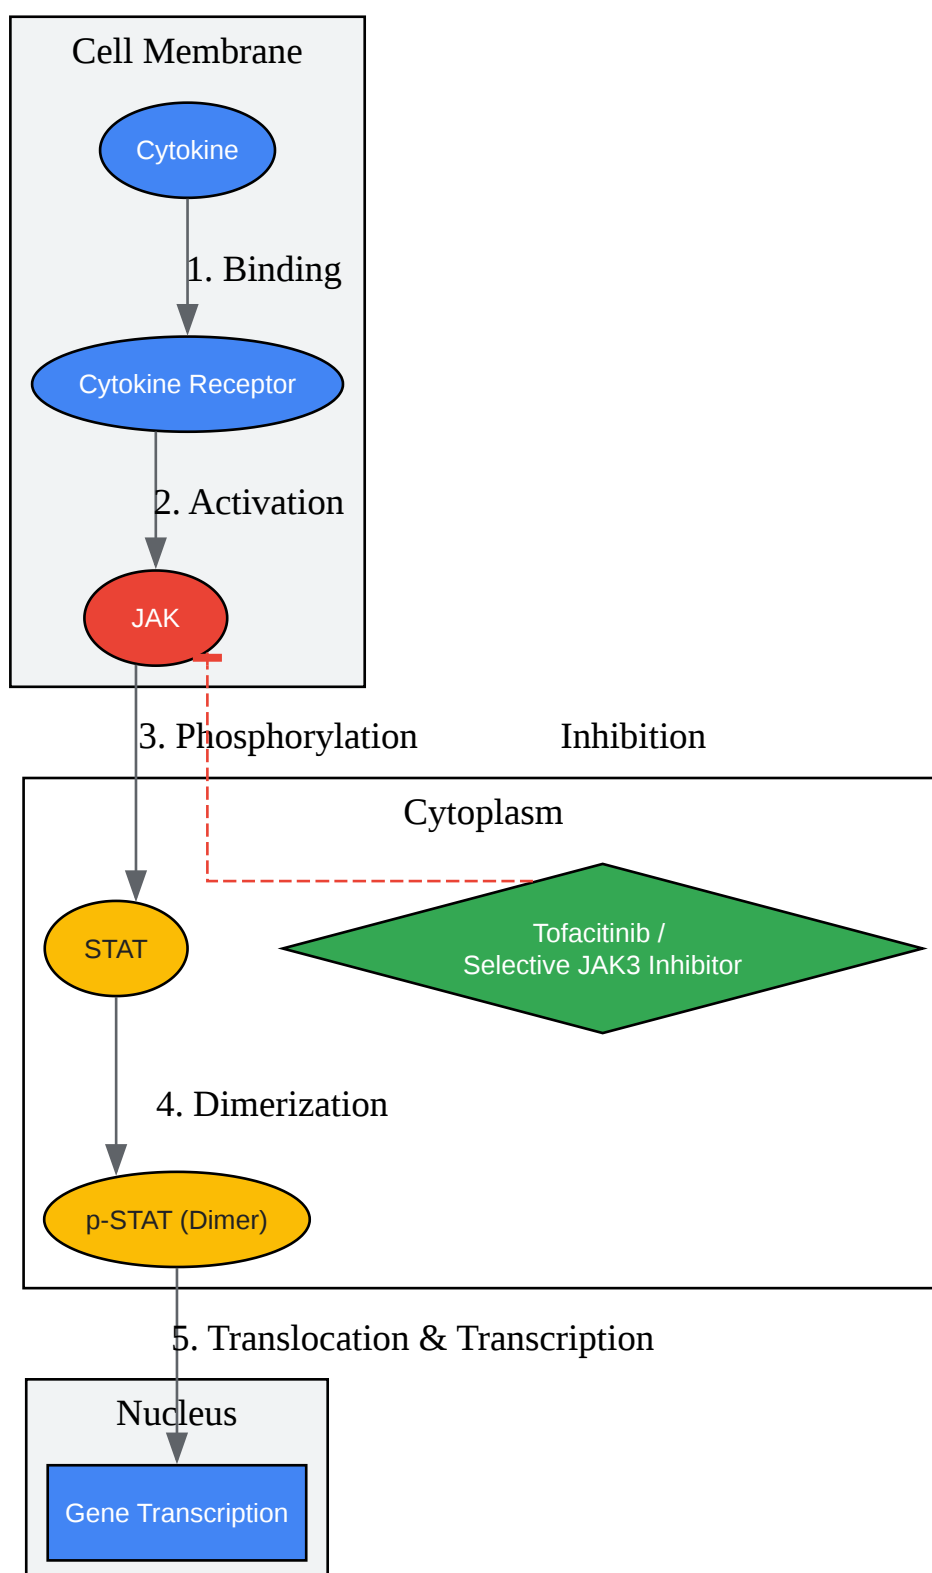 Cell Membrane
Cytokine
1. Binding
Cytokine Receptor
2. Activation
JAK
3. Phosphorylation
Inhibition
Cytoplasm
STAT
Tofacitinib /
Selective JAK3 Inhibitor
4. Dimerization
p-STAT (Dimer)
5. Translocation & Transcription
Nucleus
Gene Transcription